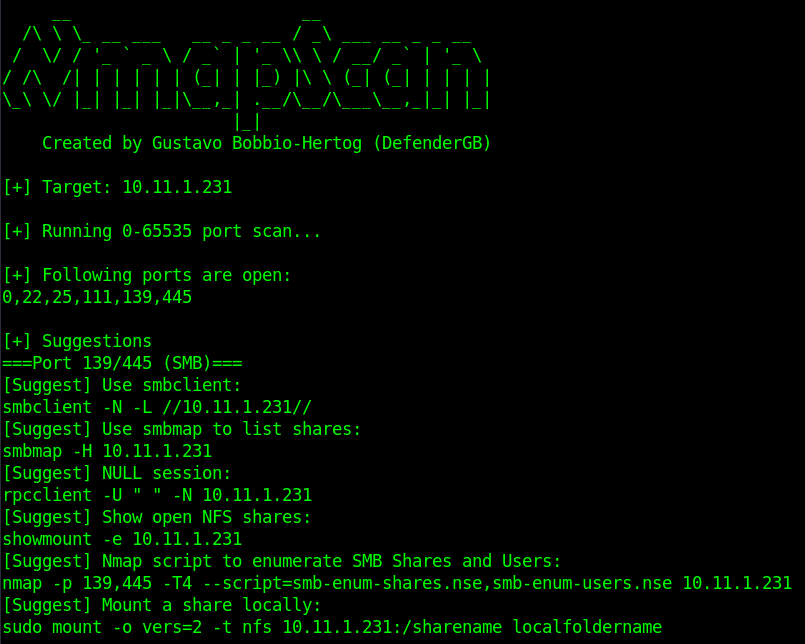 NmapScan
Created by Gustavo Bobbio-Hertog (DefenderGB)
[+] Target: 10.11.1.231
[+] Running 0-65535 port scan...
[+] Following ports are open:
0,22,25,111,139,445
[+] Suggestions
===Port 139/445 (SMB)===
[Suggest] Use smbclient:
smbclient -N -L //10.11.1.231//
[Suggest] Use smbmap to list shares:
smbmap -H 10.11.1.231
[Suggest] NULL session:
rpcclient -U " " -N 10.11.1.231
[Suggest] Show open NFS shares:
showmount -e 10.11.1.231
[Suggest] Nmap script to enumerate SMB Shares and Users:
nmap -p 139,445 -T4 --script=smb-enum-shares.nse,smb-enum-users.nse 10.11.1.231
[Suggest] Mount a share locally:
sudo mount -o vers=2 -t nfs 10.11.1.231:/sharename localfoldername